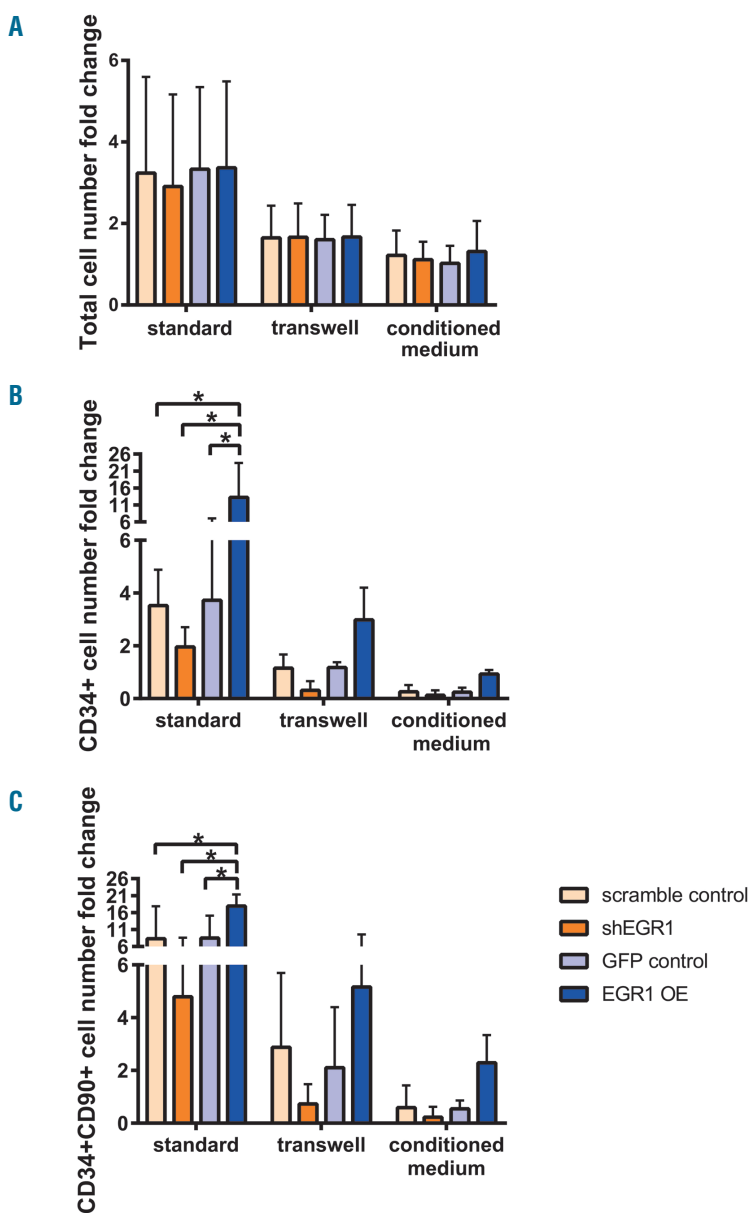 A
Total cell number fold change
6
4
2
0
standard
transwell
conditioned
medium
B
CD34+ cell number fold change
*
*
*
26
21
16
11
6
6
4
2
0
standard
transwell
conditioned
medium
C
CD34+CD90+ cell number fold change
*
*
*
26
21
16
11
6
6
4
2
0
standard
transwell
conditioned
medium
scramble control
shEGR1
GFP control
EGR1 OE